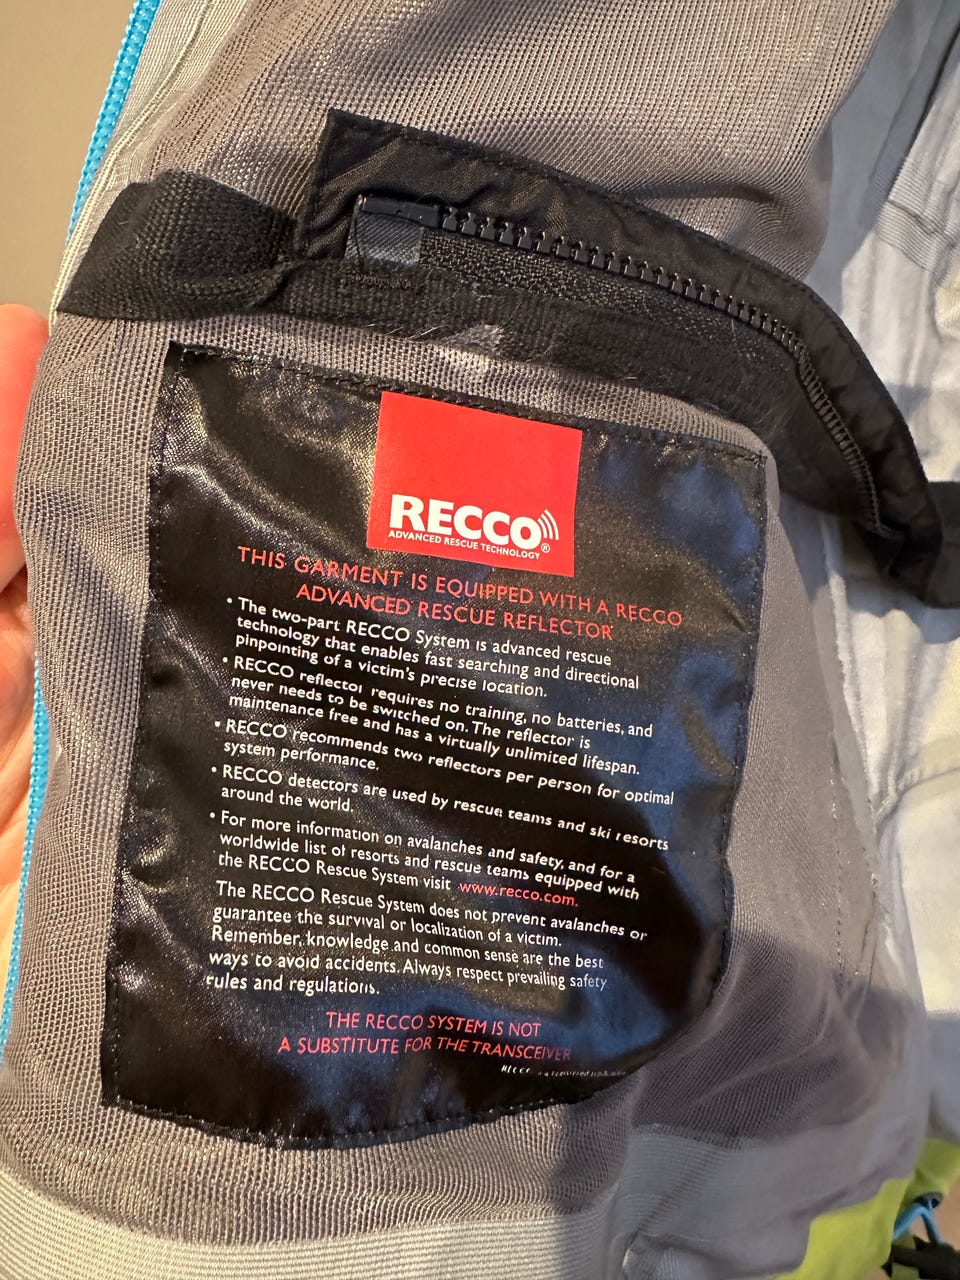 RECCO®
ADVANCED RESCUE TECHNOLOGY
THIS GARMENT IS EQUIPPED WITH A RECCO
ADVANCED RESCUE REFLECTOR
• The two-part RECCO System is advanced rescue
technology that enables fast searching and directional
pinpointing of a victim's precise location.
• RECCO reflector requires no training, no batteries, and
never needs to be switched on. The reflector is
maintenance free and has a virtually unlimited lifespan.
• RECCO recommends two reflectors per person for optimal
system performance.
• RECCO detectors are used by rescue teams and ski resorts
around the world.
• For more information on avalanches and safety, and for a
worldwide list of resorts and rescue teams equipped with
the RECCO Rescue System visit www.recco.com.
The RECCO Rescue System does not prevent avalanches or
guarantee the survival or localization of a victim.
Remember, knowledge and common sense are the best
ways to avoid accidents. Always respect prevailing safety
rules and regulations.
THE RECCO SYSTEM IS NOT
A SUBSTITUTE FOR THE TRANSCEIVER